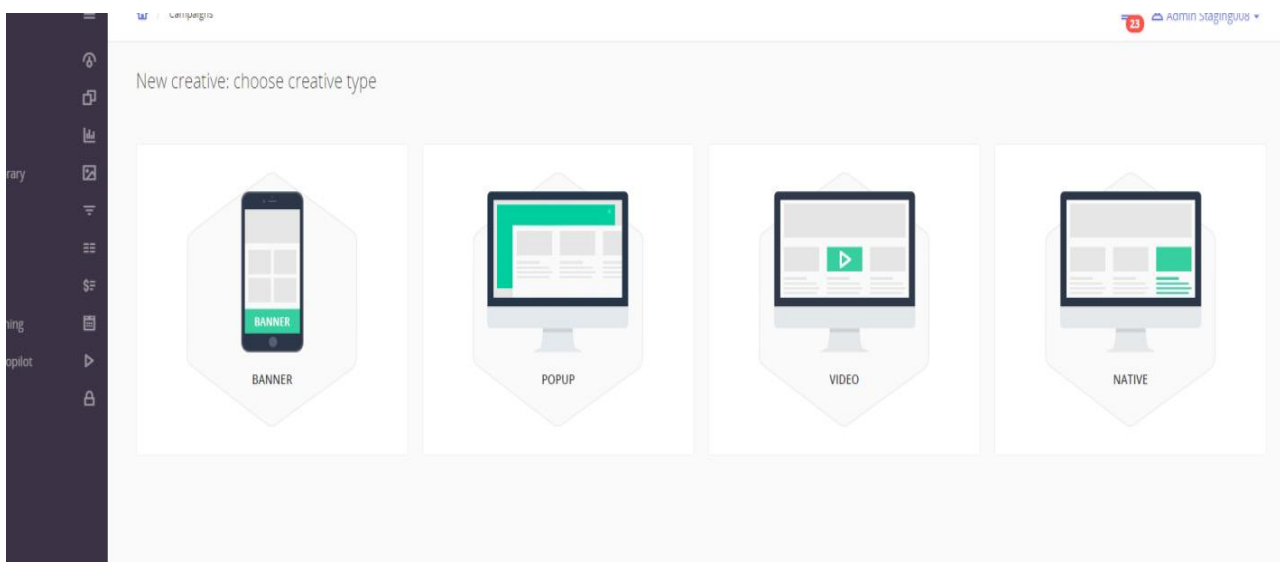 Campaigns
23
Admin Staging008
New creative: choose creative type
rary
ning
opilot
BANNER
BANNER
POPUP
VIDEO
NATIVE